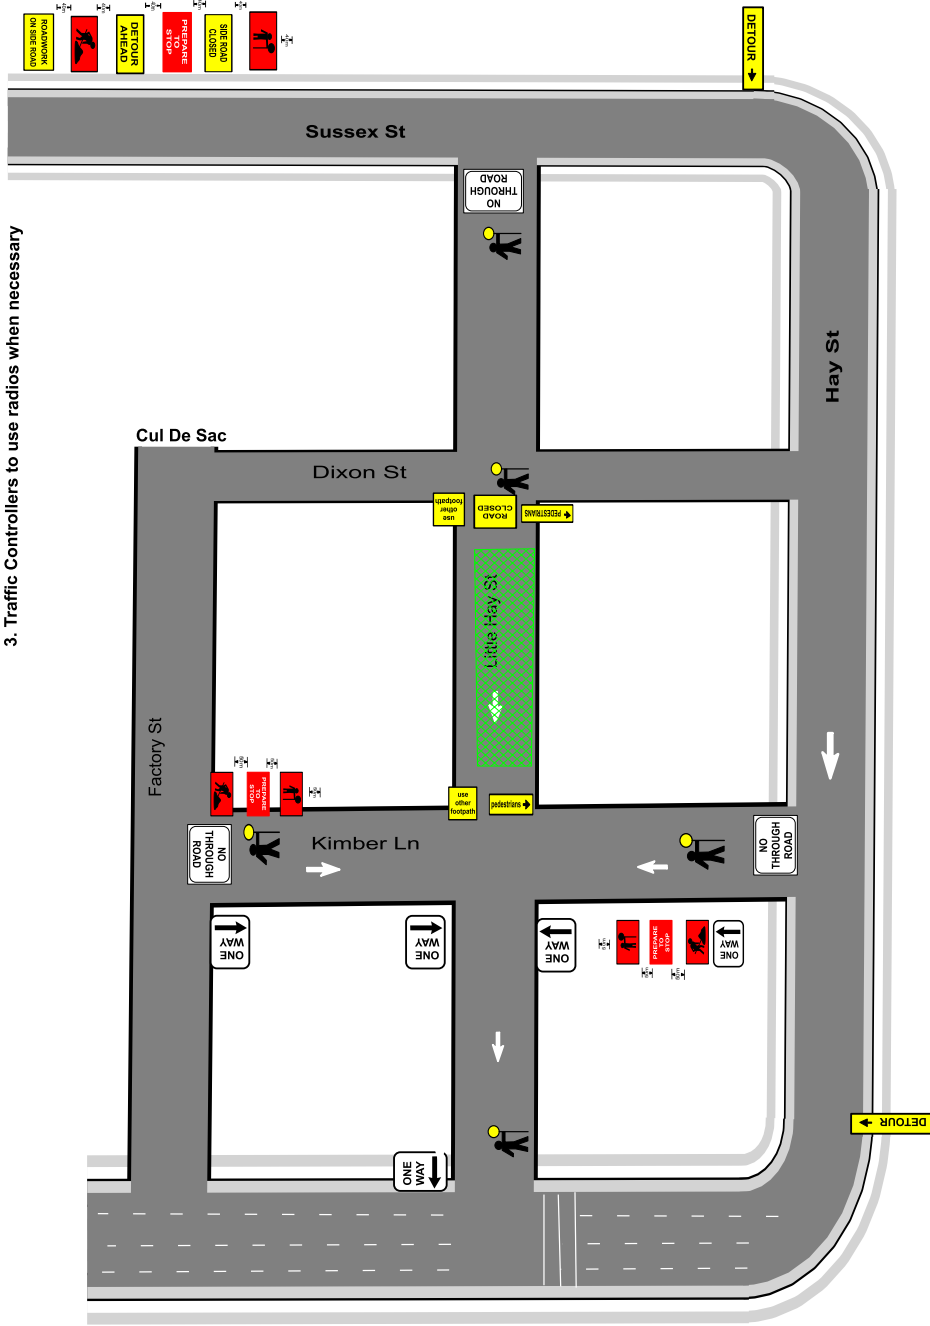 3. Traffic Controllers to use radios when necessary
ROADWORK
ON SIDE ROAD
DETOUR
AHEAD
PREPARE
TO
STOP
SIDE ROAD
CLOSED
DETOUR
Sussex St
NO
THROUGH
ROAD
Hay St
Cul De Sac
Dixon St
use
other
footpath
ROAD
CLOSED
PEDESTRIANS
Little Hay St
Factory St
PREPARE
TO
STOP
use
other
footpath
pedestrians
NO
THROUGH
ROAD
Kimber Ln
NO
THROUGH
ROAD
ONE
WAY
ONE
WAY
ONE
WAY
PREPARE
TO
STOP
ONE
WAY
DETOUR
ONE
WAY